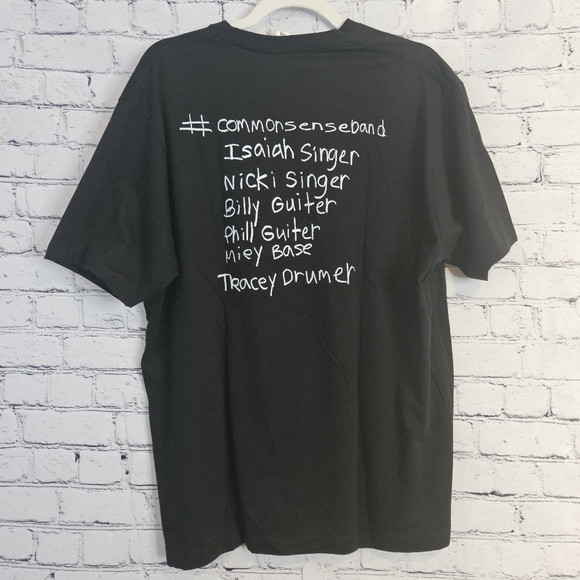 # commonsenseband
Isaiah Singer
Nicki Singer
Billy Guiter
Phill Guiter
Miey Base
Tracey Drumer